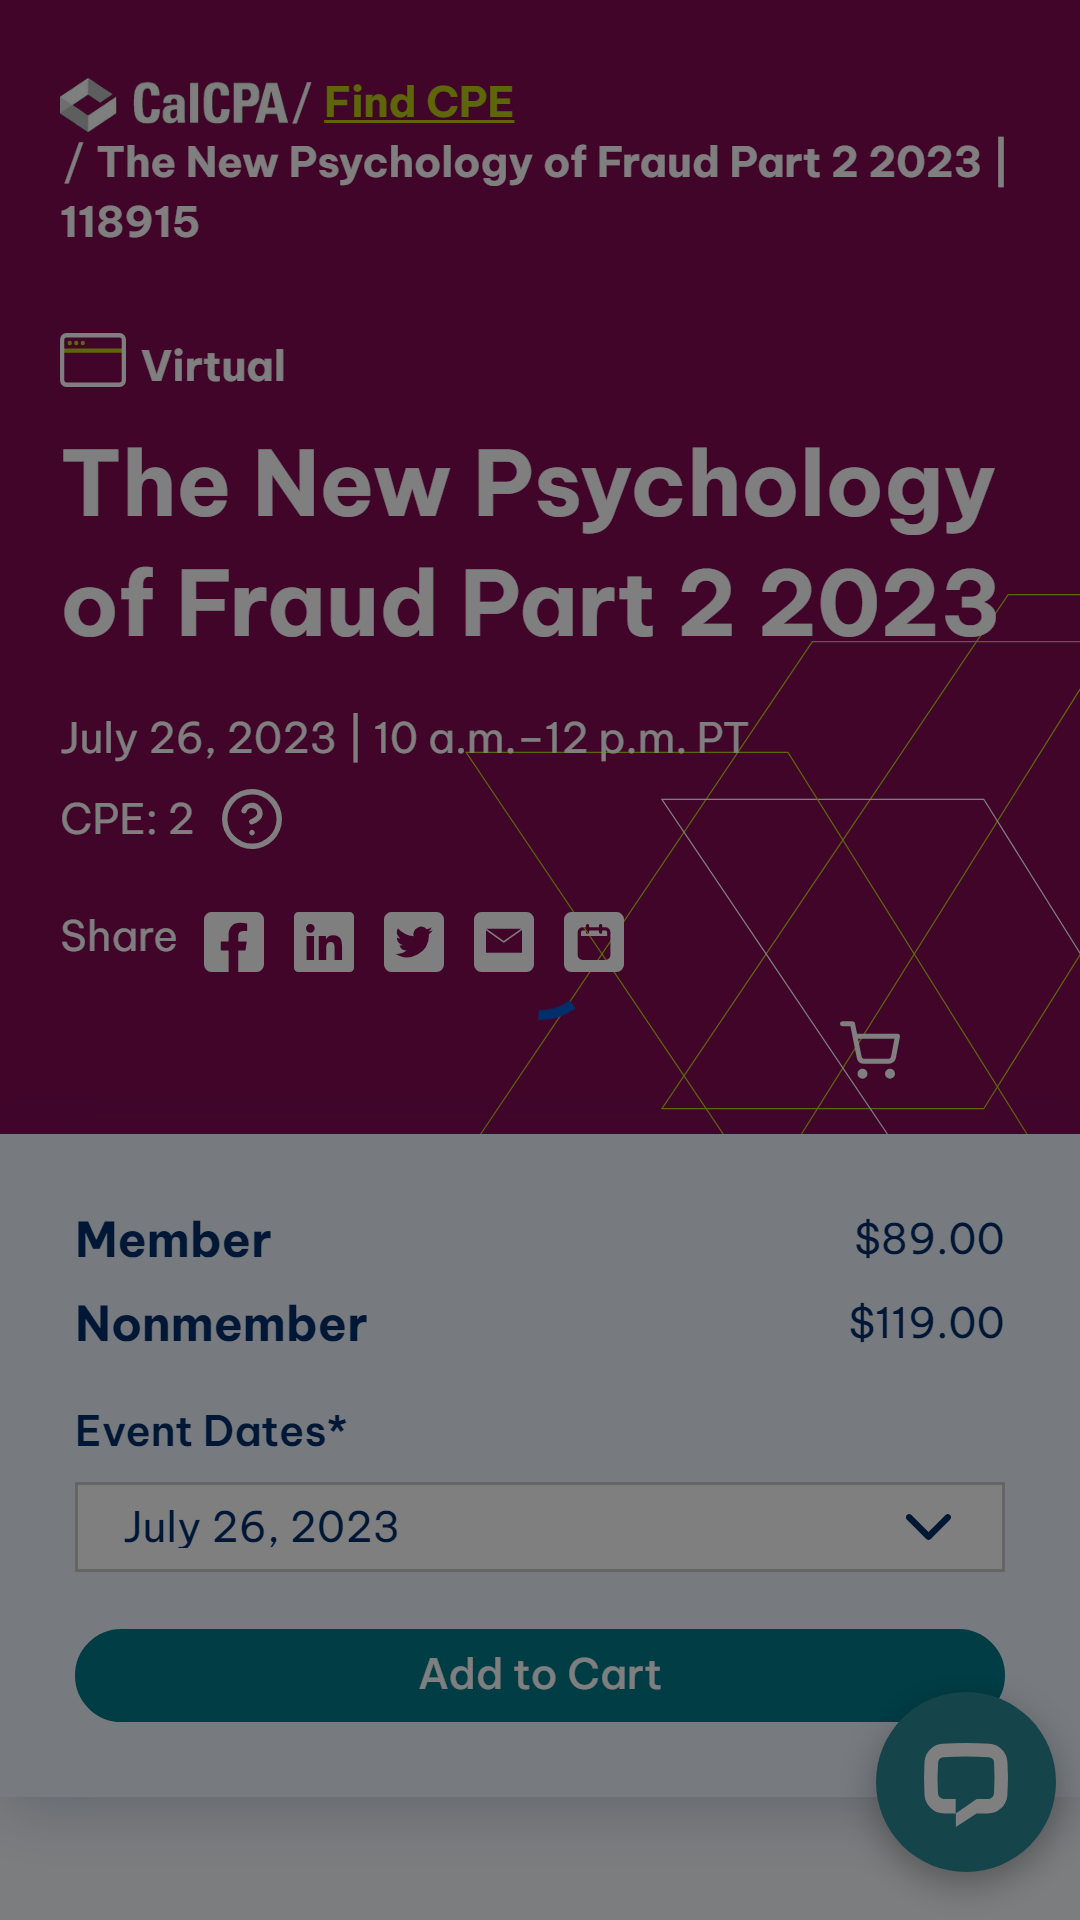 CalCPA / Find CPE
/ The New Psychology of Fraud Part 2 2023 |
118915
Virtual
The New Psychology
of Fraud Part 2 2023
July 26, 2023 | 10 a.m.–12 p.m. PT
CPE: 2 ?
Share
Member $89.00
Nonmember $119.00
Event Dates*
July 26, 2023
Add to Cart